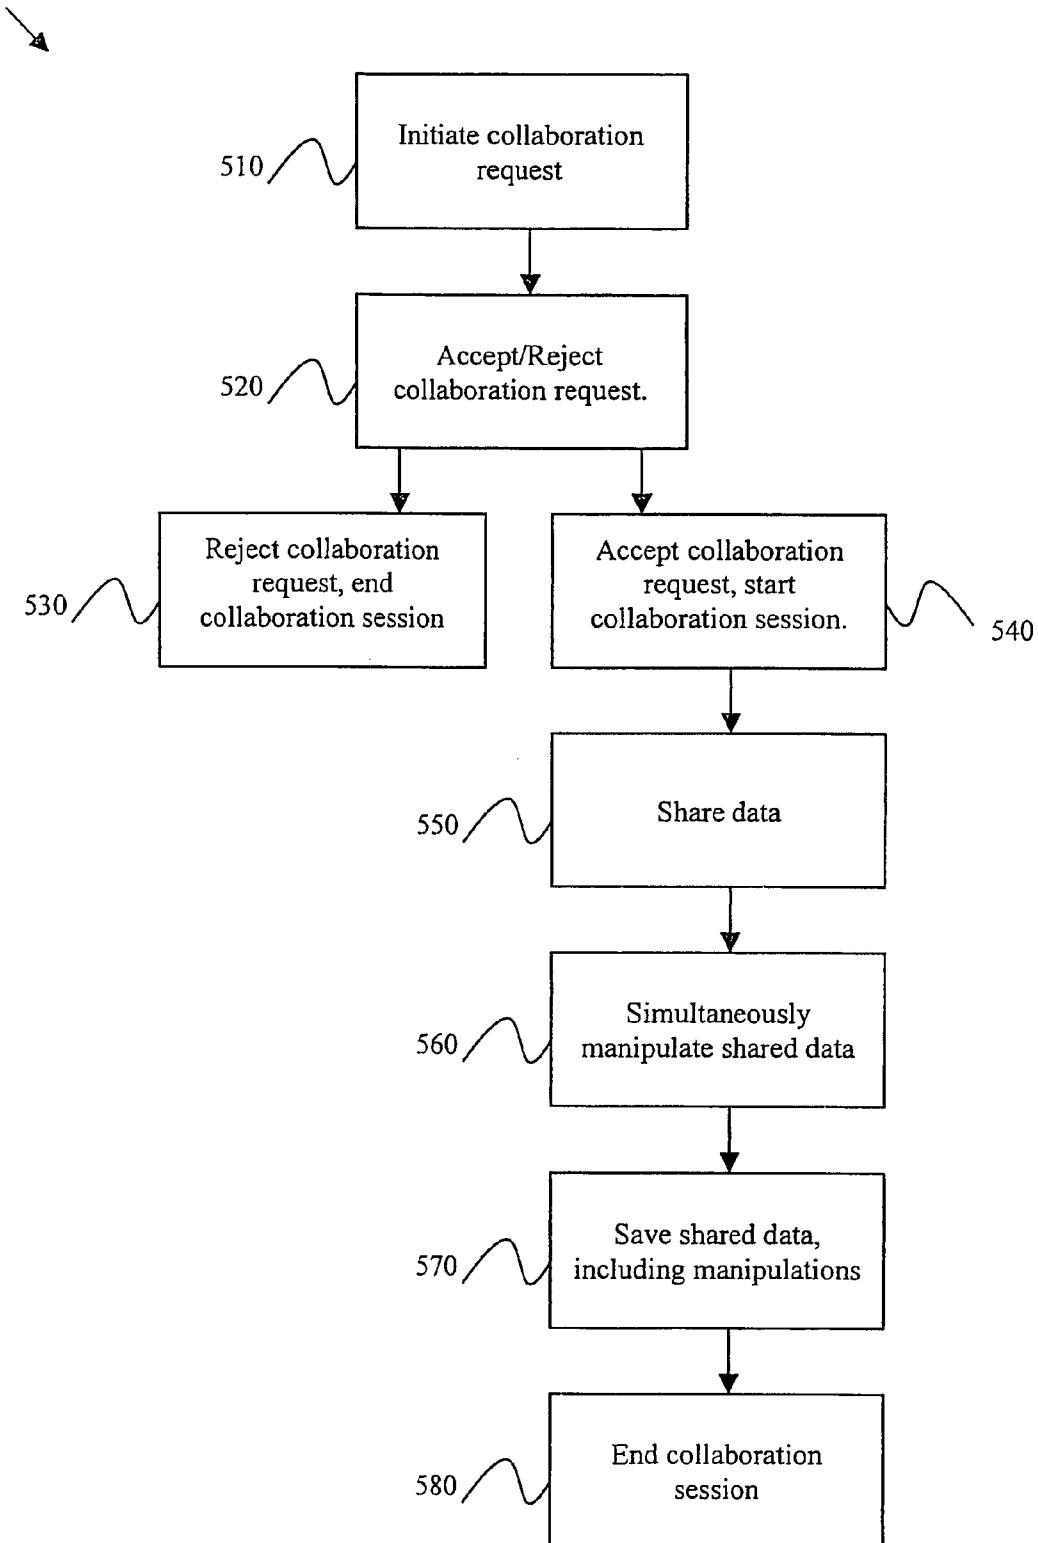 Initiate collaboration
request
510
Accept/Reject
collaboration request.
520
Reject collaboration
request, end
collaboration session
530
Accept collaboration
request, start
collaboration session.
540
Share data
550
Simultaneously
manipulate shared data
560
Save shared data,
including manipulations
570
End collaboration
session
580